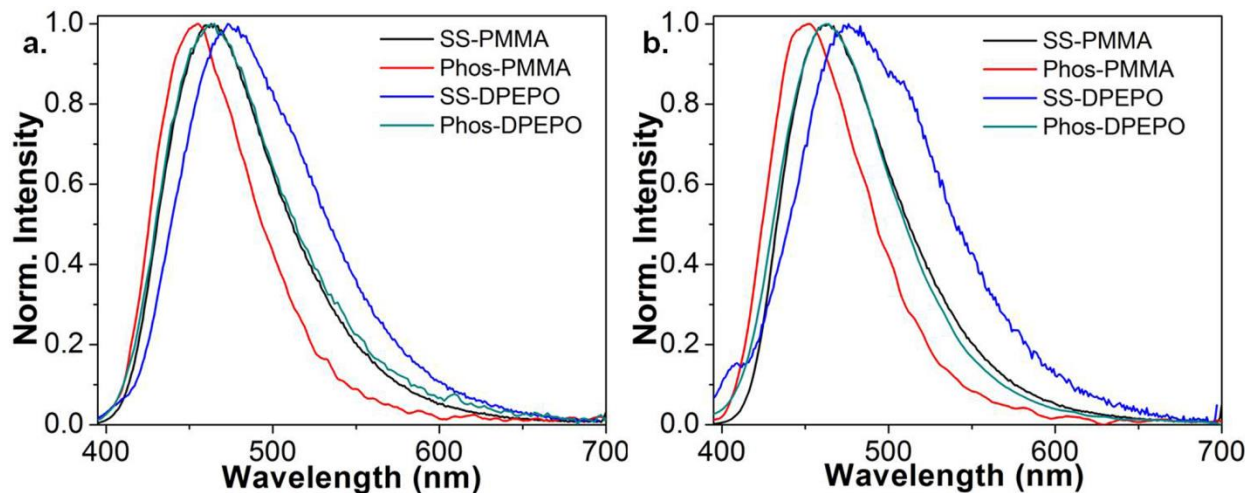 a.
SS-PMMA
Phos-PMMA
SS-DPEPO
Phos-DPEPO
Norm. Intensity
1.0
0.8
0.6
0.4
0.2
0.0
400
500
600
700
Wavelength (nm)
b.
SS-PMMA
Phos-PMMA
SS-DPEPO
Phos-DPEPO
Norm. Intensity
1.0
0.8
0.6
0.4
0.2
0.0
400
500
600
700
Wavelength (nm)